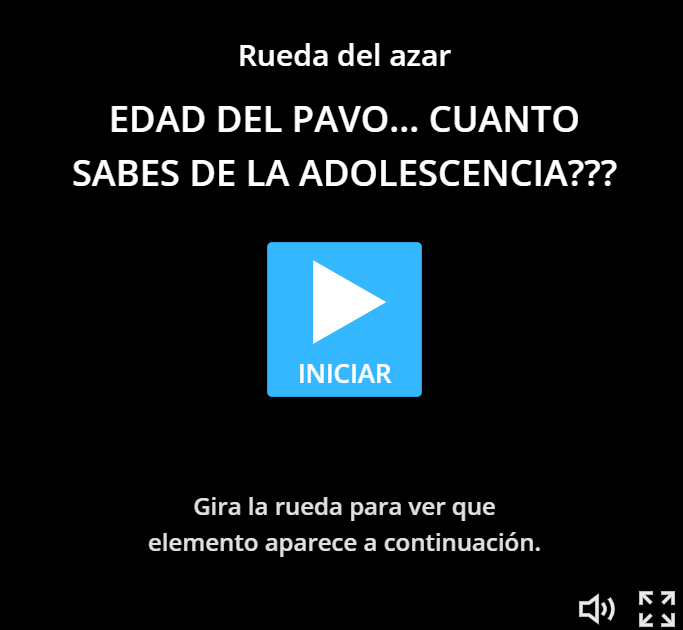 Rueda del azar
EDAD DEL PAVO... CUANTO
SABES DE LA ADOLESCENCIA???
INICIAR
Gira la rueda para ver que
elemento aparece a continuación.